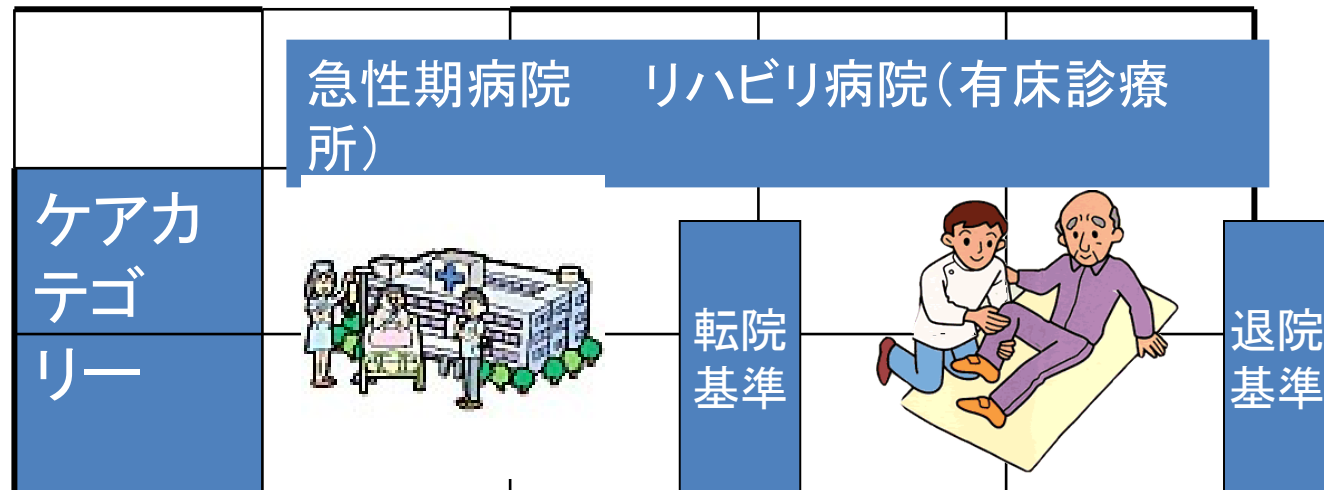 急性期病院　リハビリ病院（有床診療
所）
ケアカ
テゴ
リー
転院
基準
退院
基準